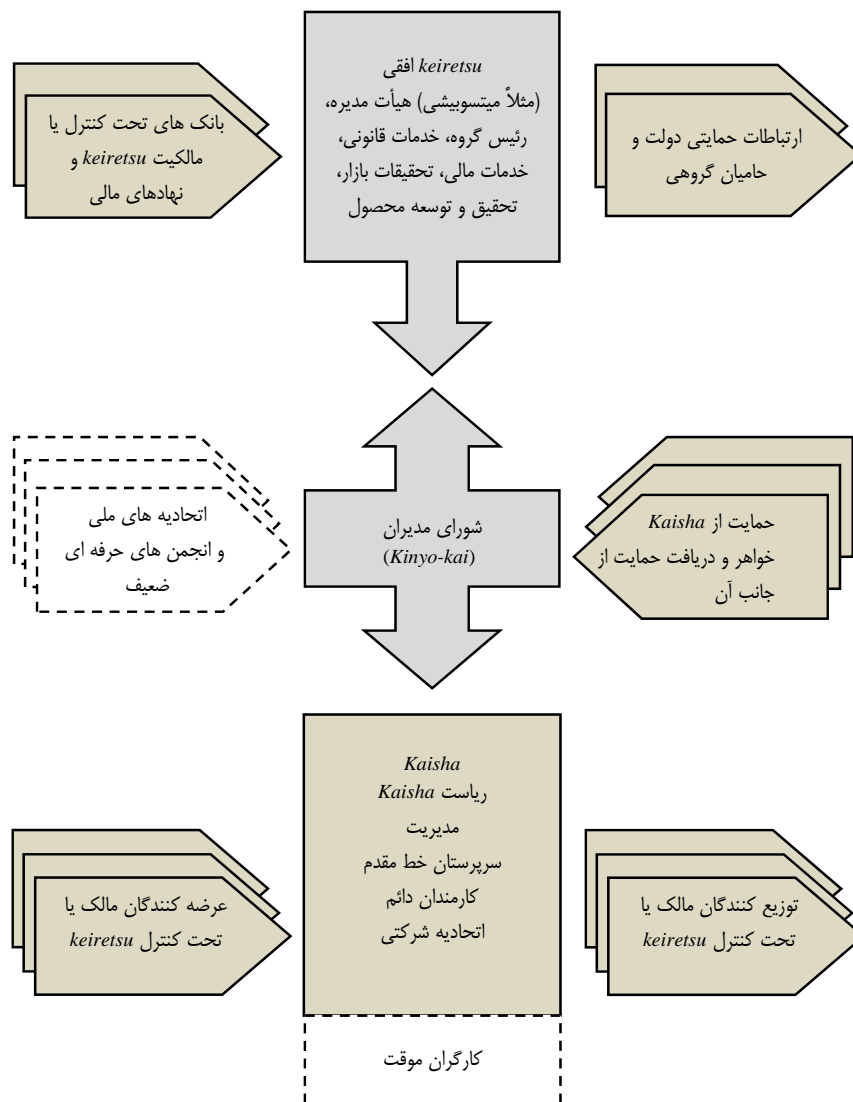 keiretsu افقی
(مثلاً میتسوبیشی) هیأت مدیره،
رئیس گروه، خدمات قانونی،
خدمات مالی، تحقیقات بازار،
تحقیق و توسعه محصول
ارتباطات حمایتی دولت و
حامیان گروهی
بانک های تحت کنترل یا
مالکیت keiretsu و
نهادهای مالی
حمایت از Kaisha
خواهر و دریافت حمایت از
جانب آن
شورای مدیران
(Kinyo-kai)
اتحادیه های ملی
و انجمن های حرفه ای
ضعیف
توزیع کنندگان مالک یا
تحت کنترل keiretsu
Kaisha
ریاست Kaisha
مدیریت
سرپرستان خط مقدم
کارمندان دائم
اتحادیه شرکتی
عرضه کنندگان مالک یا
تحت کنترل keiretsu
کارگران موقت